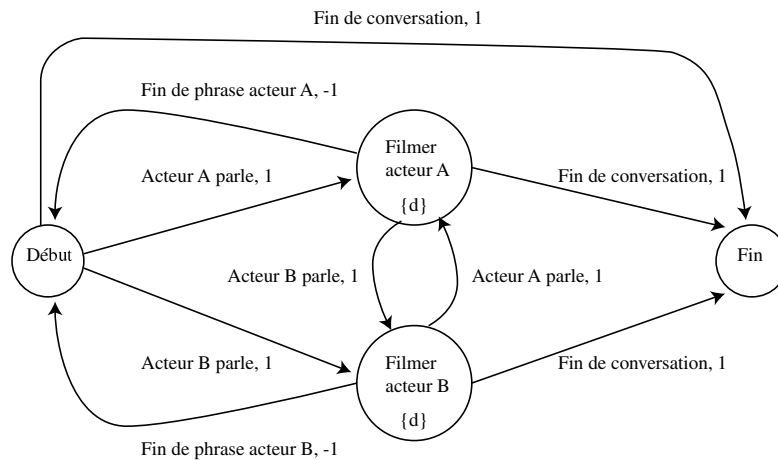 Fin de conversation, 1
Fin de phrase acteur A, -1
Filmer
acteur A
{d}
Acteur A parle, 1
Fin de conversation, 1
Début
Acteur B parle, 1
Acteur A parle, 1
Fin
Acteur B parle, 1
Filmer
acteur B
{d}
Fin de conversation, 1
Fin de phrase acteur B, -1